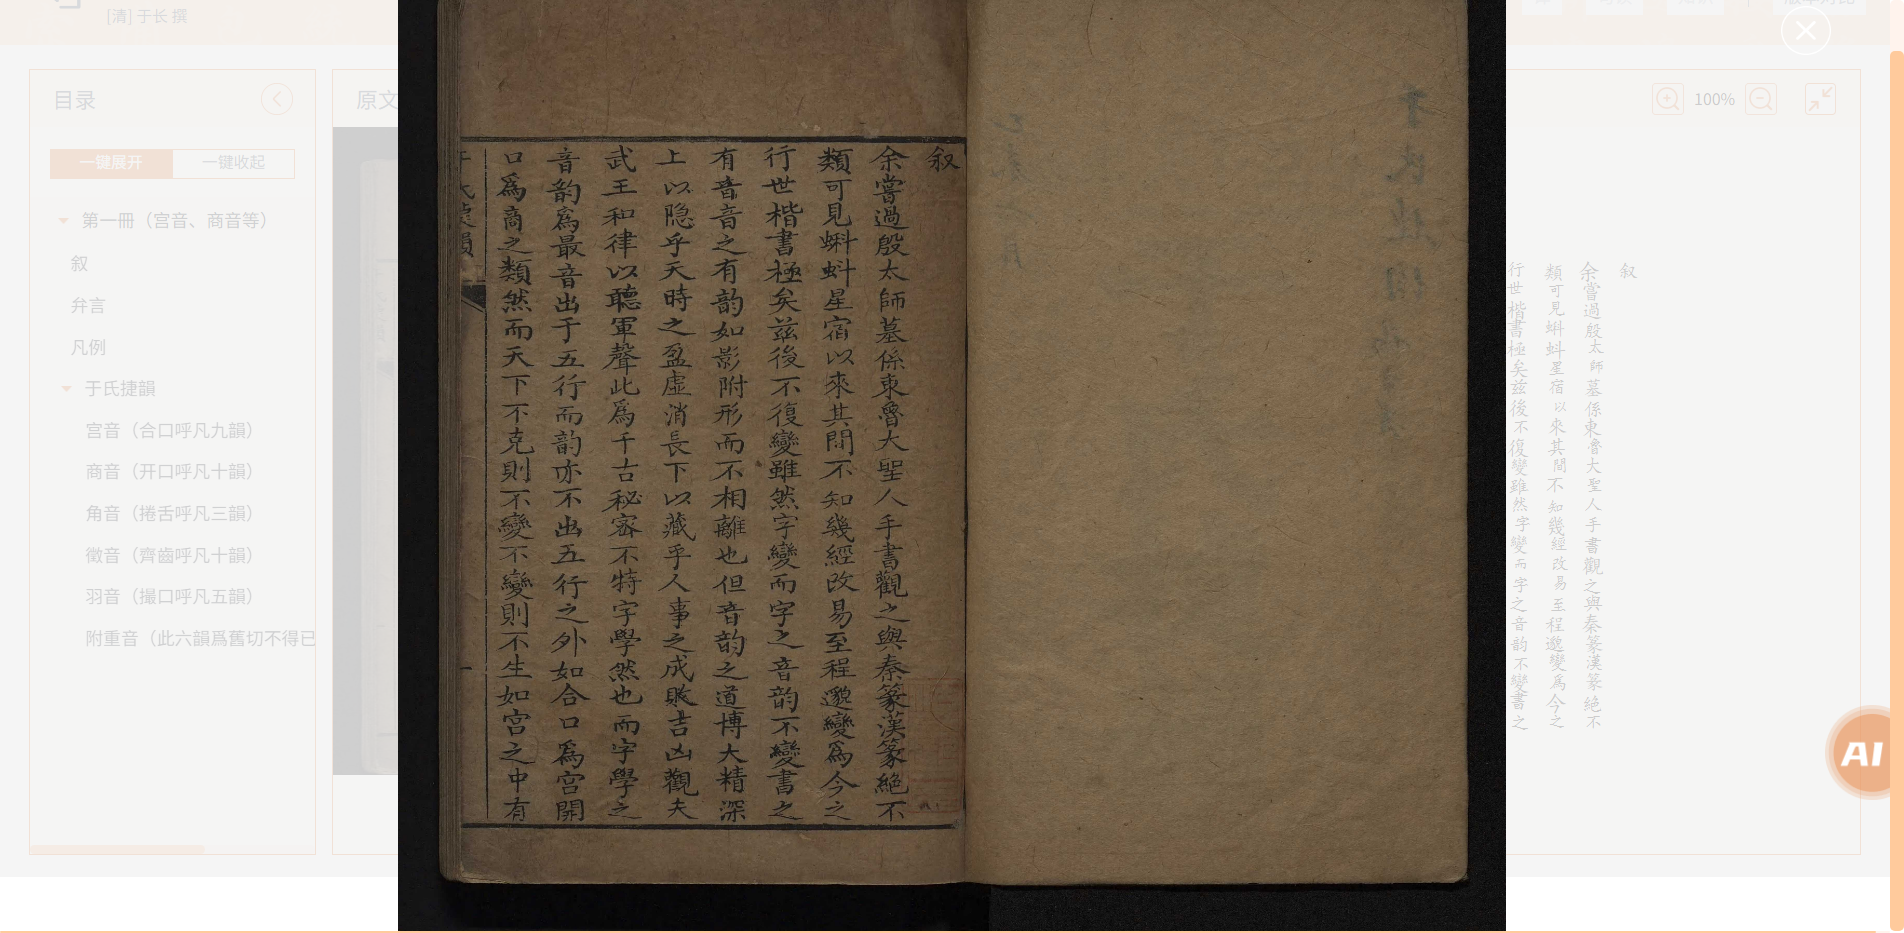 [清] 于长 撰
目录
一键展开
一键收起
第一冊（宫音、商音等）
叙
弁言
凡例
于氏捷韻
宫音（合口呼凡九韻）
商音（开口呼凡十韻）
角音（捲舌呼凡三韻）
徵音（齊齒呼凡十韻）
羽音（撮口呼凡五韻）
附重音（此六韻爲舊切不得已
原文
叙
余嘗過殷太師墓係東魯大聖人手書觀之與秦篆漢篆絕不
類可見蝌蚪星宿以來其間不知幾經改易至程邈變爲今之
行世楷書極矣茲後不復變雖然字變而字之音韵不變書之
有音音之有韵如影附形而不相離也但音韵之道博大精深
上以隐乎天時之盈虛消長下以藏乎人事之成敗吉凶觀夫
武王和律以聽軍聲此爲千古秘密不特字學然也而字學之
音韵爲最音出于五行而韵亦不出五行之外如合口爲宫開
口爲商之類然而天下不克則不變不變則不生如宫之中有
100%
叙
余嘗過殷太師墓係東魯大聖人手書觀之與秦篆漢篆絕不
類可見蝌蚪星宿以來其間不知幾經改易至程邈變爲今之
行世楷書極矣茲後不復變雖然字變而字之音韵不變書之
AI